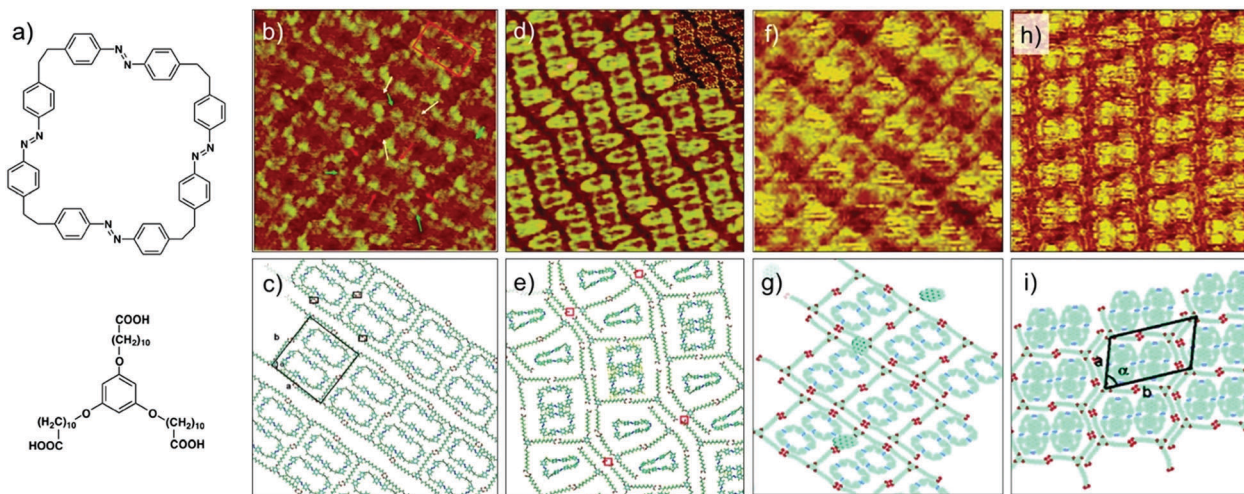 a)
N
N
N
N
N
N
N
N
COOH
(CH₂)₁₀
O
(H₂C)₁₀
O
O
(CH₂)₁₀
HOOC
COOH
b)
d)
f)
h)
c)
b
a
e)
g)
i)
a
α
b